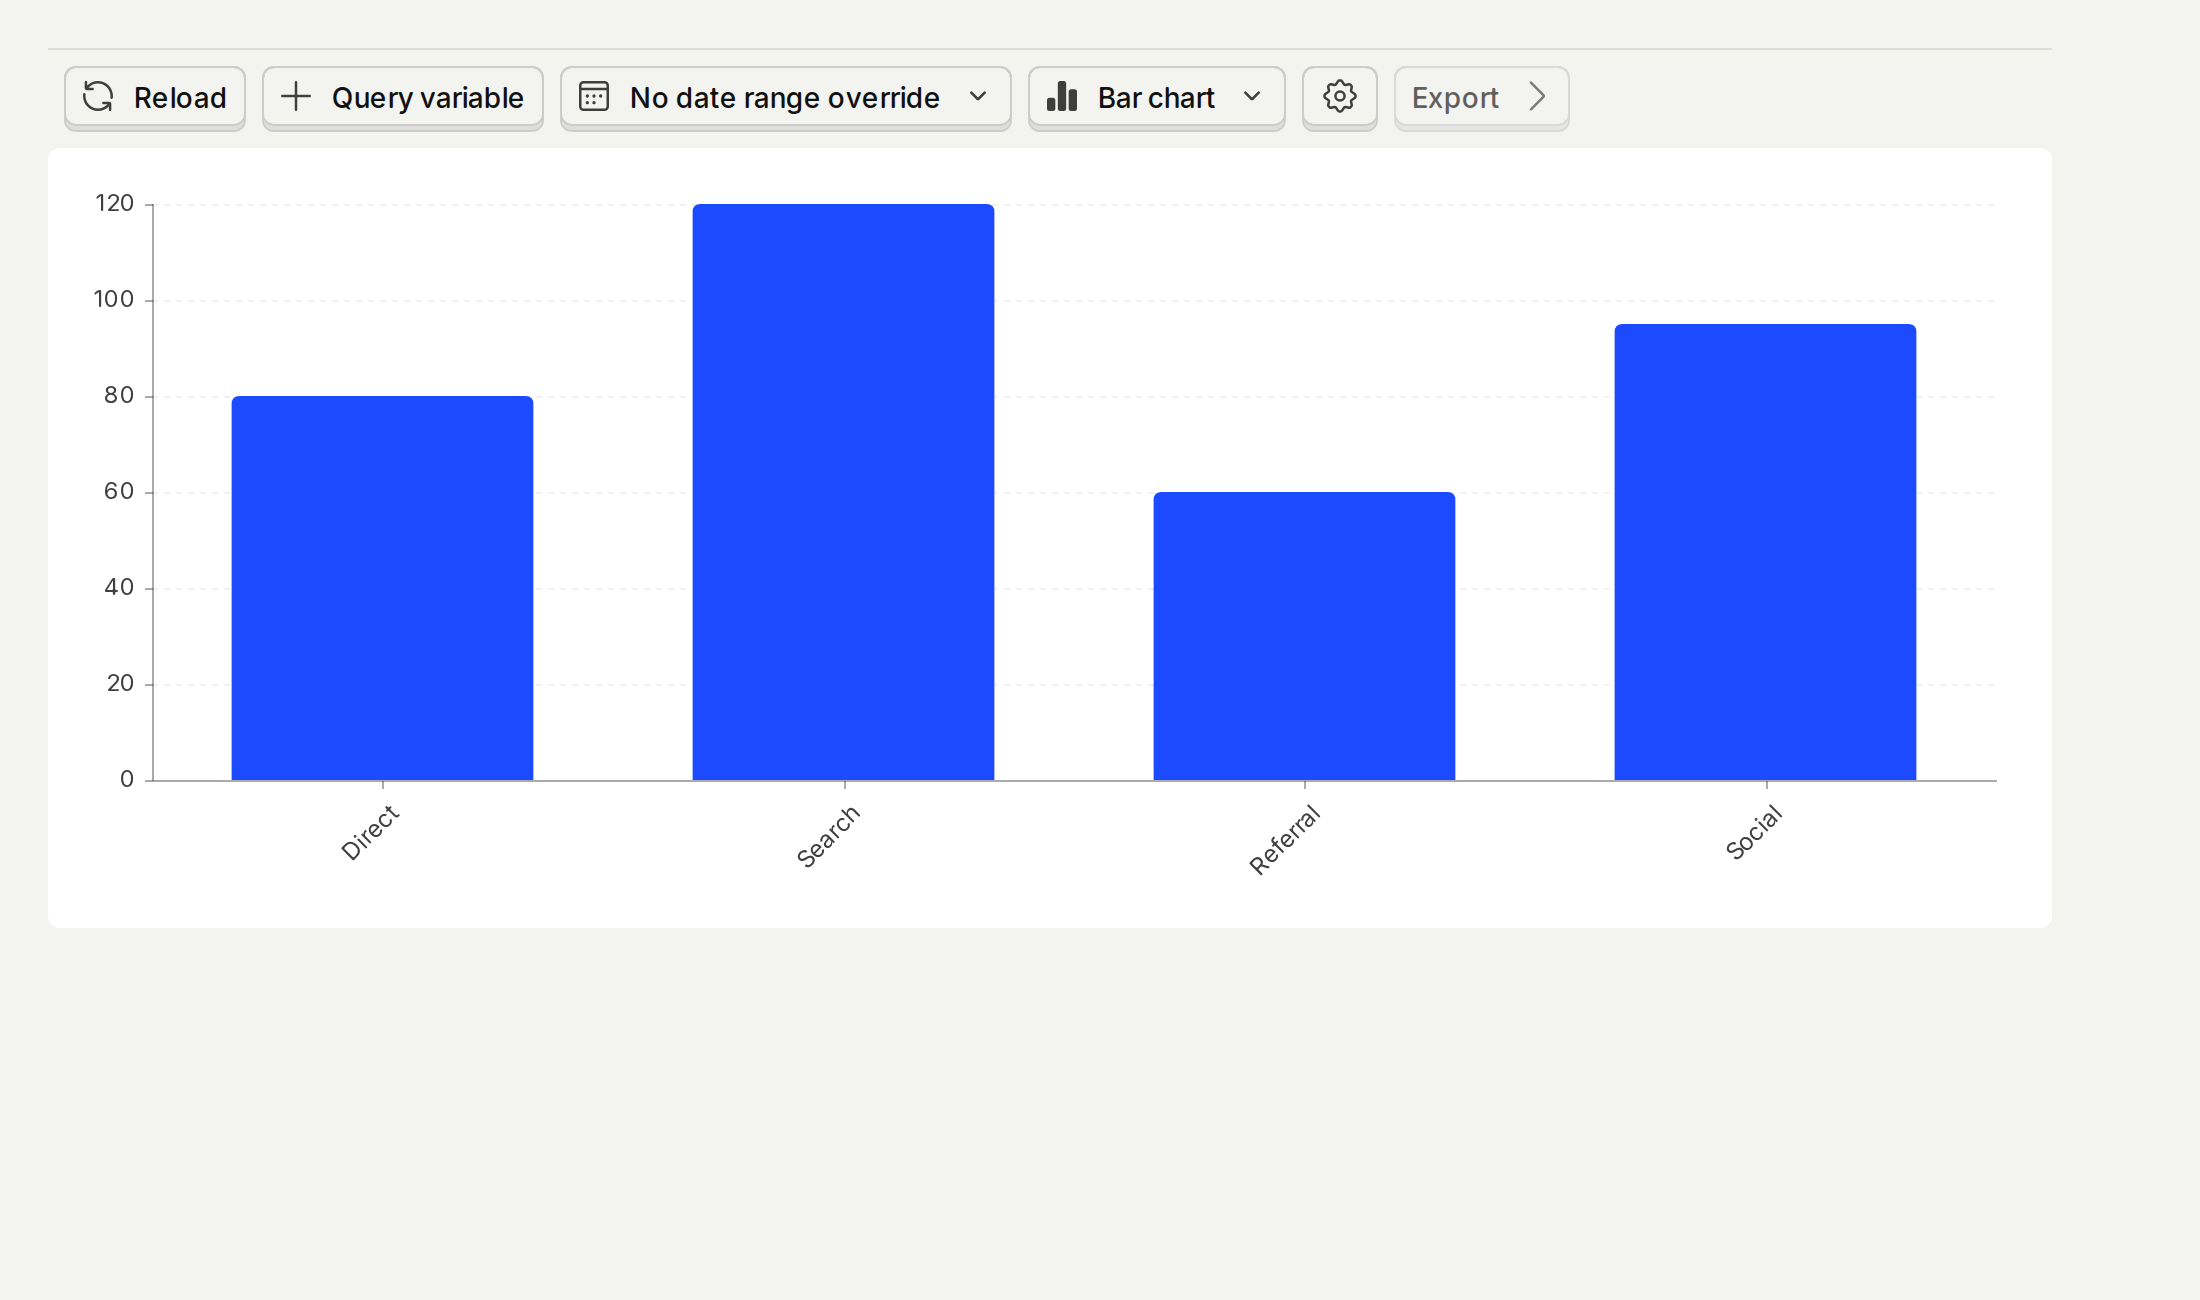 Reload
Query variable
No date range override
Bar chart
Export
120
100
80
60
40
20
0
Direct
Search
Referral
Social